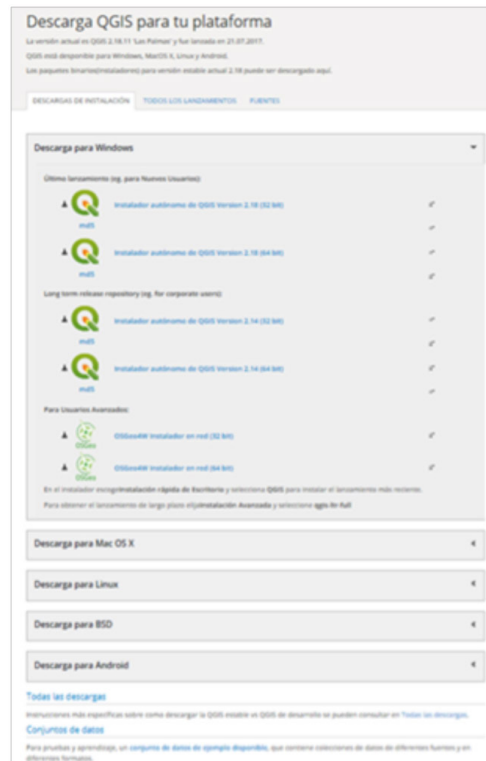 Descarga QGIS para tu plataforma
La versión actual es QGIS 2.18.11 'Las Palmas' y fue lanzada en 21.07.2017.
QGIS está desponible para Windows, MacOS X, Linux y Android.
Los paquetes binarios(instaladores) para versión estable actual 2.18 puede ser descargado aquí.
DESCARGAS DE INSTALACIÓN TODOS LOS LANZAMIENTOS FUENTES
Descarga para Windows
Última lanzamiento (eg. para Nuevos Usuarios):
Instalador autónomo de QGIS Version 2.18 (32 bit)
md5
Instalador autónomo de QGIS Version 2.18 (64 bit)
md5
Long term release repository (eg. for corporate users)
Instalador autónomo de QGIS Version 2.14 (32 bit)
md5
Instalador autónomo de QGIS Version 2.14 (64 bit)
md5
Para Usuarios Avanzados:
OSGeo4W Instalador en red (32 bit)
OSGeo4W Instalador en red (64 bit)
En el instalador escogeInstalación rápida de Escritorio y selecciona QGIS para instalar el lanzamiento más reciente.
Para obtener el lanzamiento de largo plazo elijaInstalación Avanzada y seleccione qgis-ltr-full
Descarga para Mac OS X
Descarga para Linux
Descarga para BSD
Descarga para Android
Todas las descargas
Instrucciones más específicas sobre como descargar la QGIS estable vs QGIS de desarrollo se pueden consultar en Todas las descargas.
Conjuntos de datos
Para pruebas y aprendizaje, un conjunto de datos de ejemplo disponible, que contiene colecciones de datos de diferentes fuentes y en
diferentes formatos.